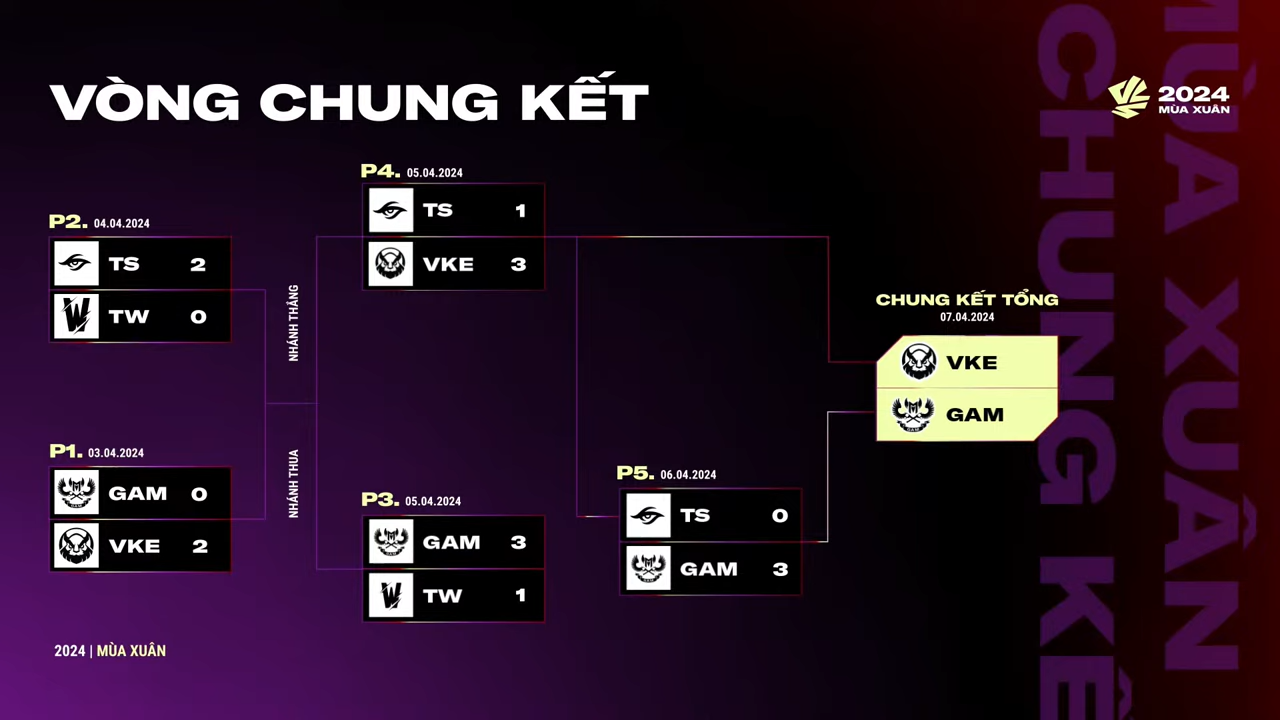 VÒNG CHUNG KẾT
2024
MÙA XUÂN
P2. 04.04.2024
TS 2
TW 0
P1. 03.04.2024
GAM 0
VKE 2
NHÁNH THẮNG
NHÁNH THUA
P4. 05.04.2024
TS 1
VKE 3
P3. 05.04.2024
GAM 3
TW 1
P5. 06.04.2024
TS 0
GAM 3
CHUNG KẾT TỔNG
07.04.2024
VKE
GAM
2024 | MÙA XUÂN
MÙA XUÂN
CHUNG KẾ